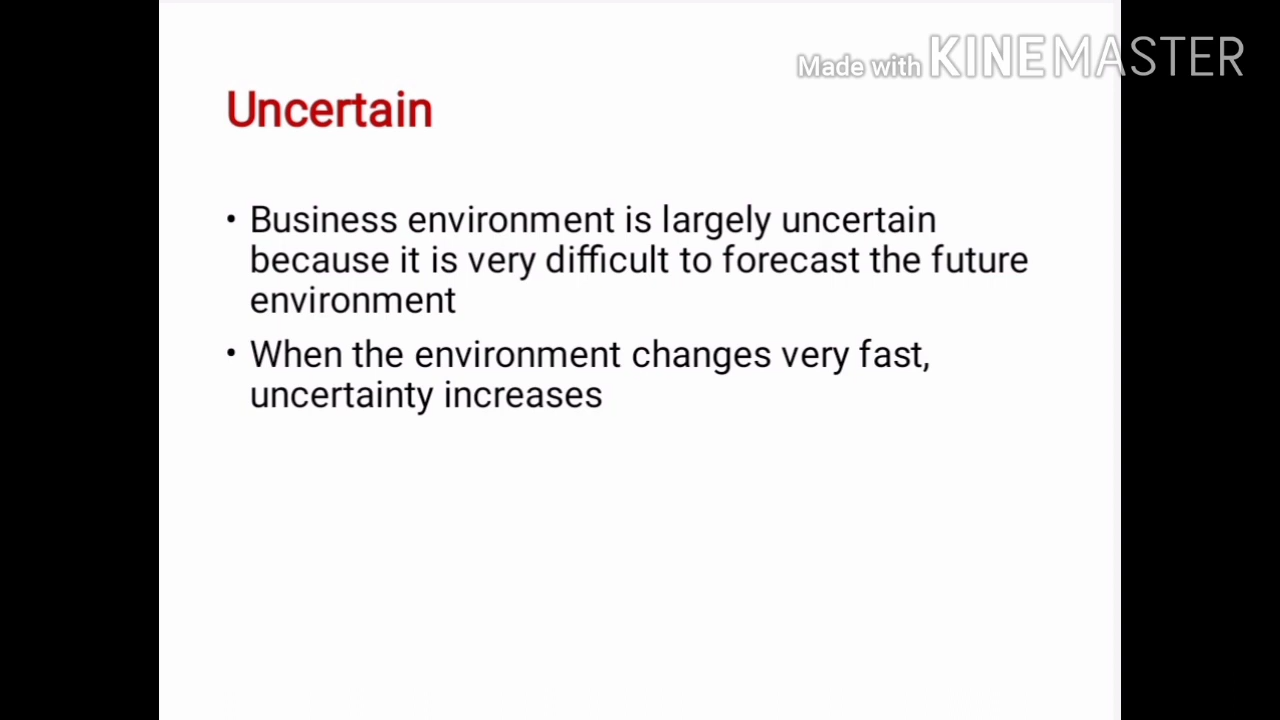 Made with KINEMASTER
Uncertain
• Business environment is largely uncertain
because it is very difficult to forecast the future
environment
• When the environment changes very fast,
uncertainty increases